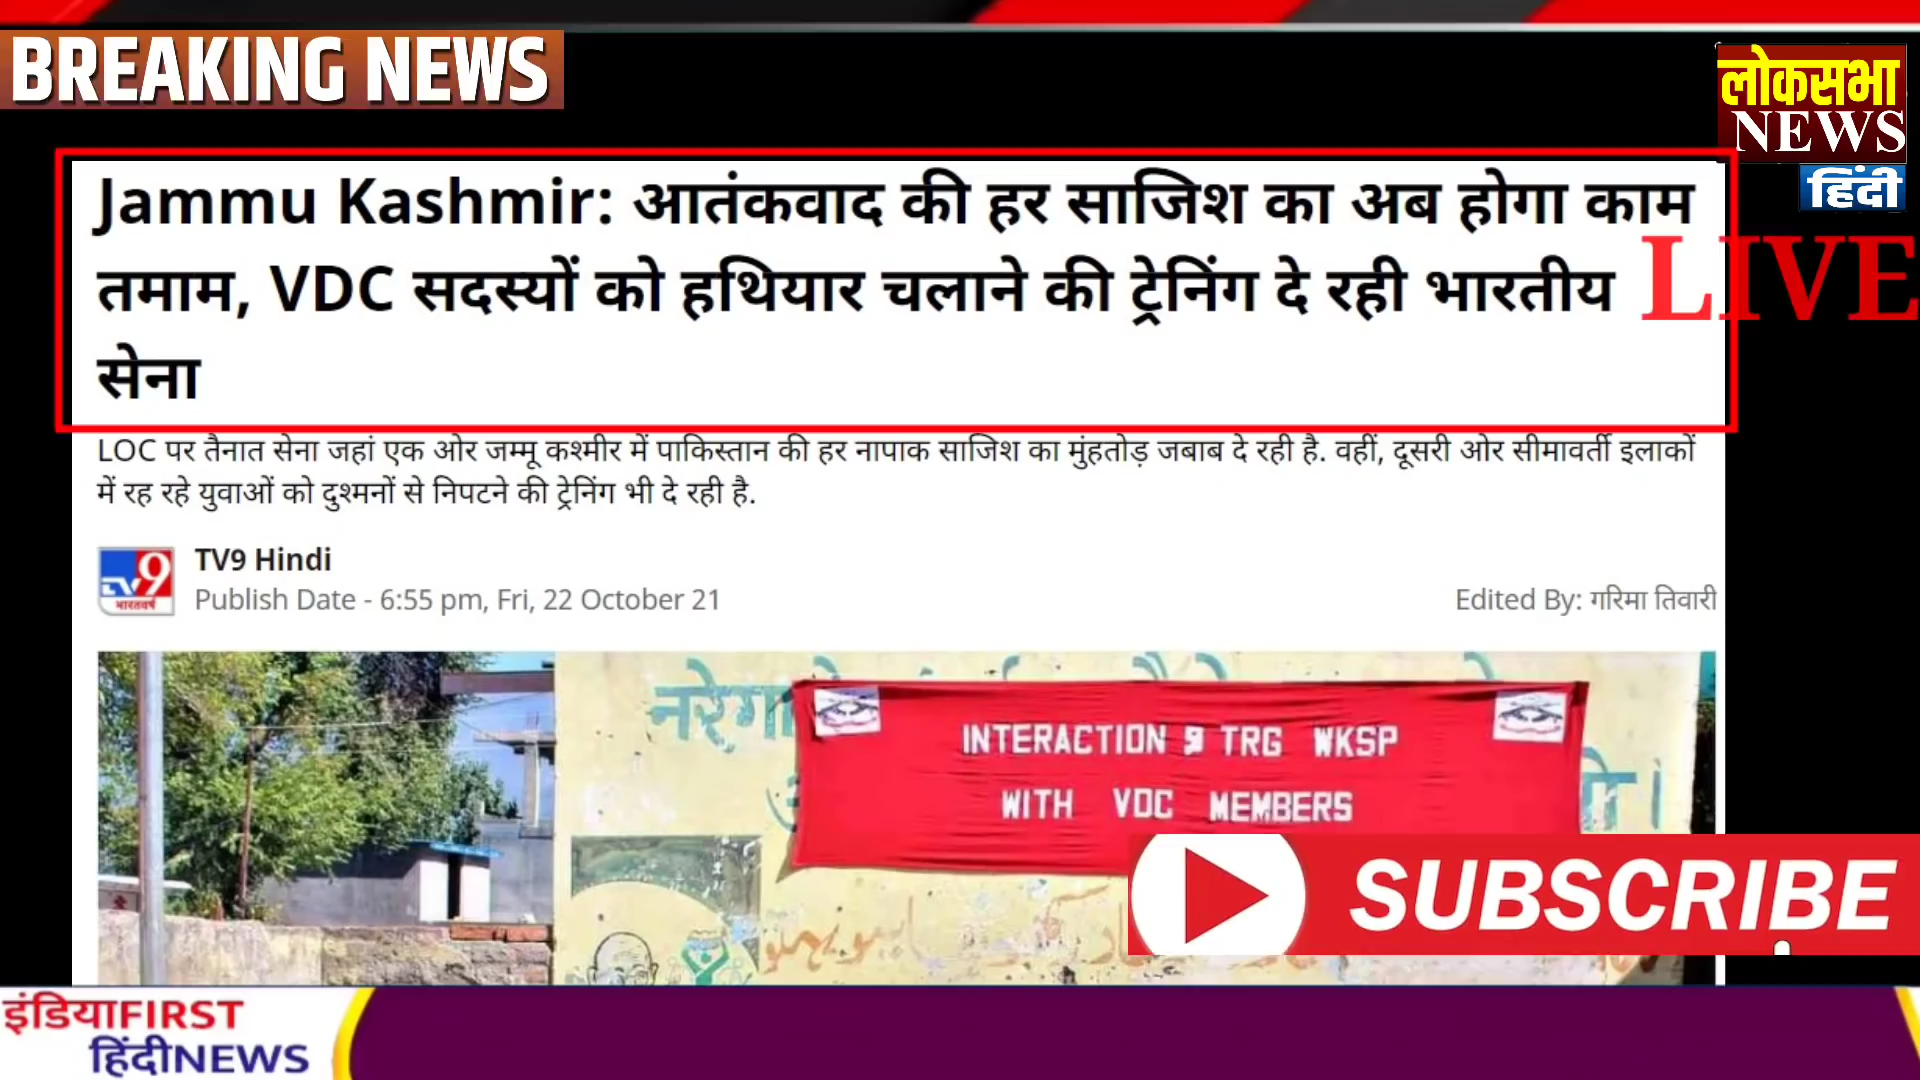 BREAKING NEWS
लोकसभा
NEWS
हिंदी
LIVE
Jammu Kashmir: आतंकवाद की हर साजिश का अब होगा काम
तमाम, VDC सदस्यों को हथियार चलाने की ट्रेनिंग दे रही भारतीय
सेना
LOC पर तैनात सेना जहां एक ओर जम्मू कश्मीर में पाकिस्तान की हर नापाक साजिश का मुंहतोड़ जबाब दे रही है. वहीं, दूसरी ओर सीमावर्ती इलाकों
में रह रहे युवाओं को दुश्मनों से निपटने की ट्रेनिंग भी दे रही है.
TV9
भारतवर्ष
TV9 Hindi
Publish Date - 6:55 pm, Fri, 22 October 21
Edited By: गरिमा तिवारी
नरेगा
INTERACTION & TRG WKSP
WITH VDC MEMBERS
SUBSCRIBE
इंडियाFIRST
हिंदीNEWS